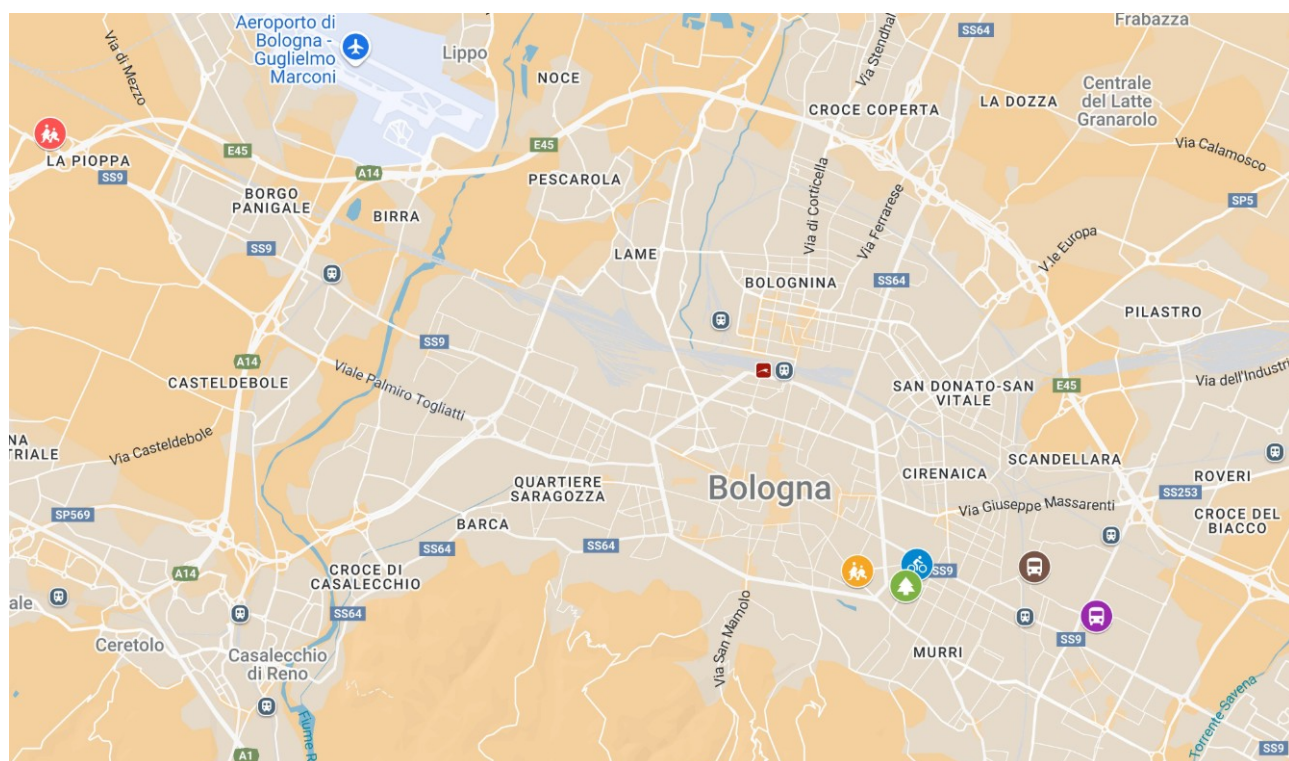 Aeroporto di
Bologna -
Guglielmo
Marconi
Lippo
NOCE
Via di Mezzo
Via Stendhal
SS64
Frabazza
CROCE COPERTA
LA DOZZA
Centrale
del Latte
Granarolo
Via Calamosco
LA PIOPPA
SS9
E45
A14
E45
BORGO
PANIGALE
BIRRA
PESCAROLA
SP5
Via di Corticella
Via Ferrarese
V.le Europa
SS9
LAME
BOLOGNINA
SS64
PILASTRO
SS9
A14
CASTELDEBOLE
Viale Palmiro Togliatti
SAN DONATO-SAN
VITALE
E45
Via dell'Industri
NA
TRIALE
Via Casteldebole
QUARTIERE
SARAGOZZA
Bologna
CIRENAICA
SCANDELLARA
ROVERI
SS253
Via Giuseppe Massarenti
CROCE DEL
BIACCO
SP569
BARCA
SS64
SS64
CROCE DI
CASALECCHIO
A14
SS9
ale
SS64
Ceretolo
Casalecchio
di Reno
Via San Mamolo
MURRI
SS9
Fiume R
Torrente Savena
A1
SS9